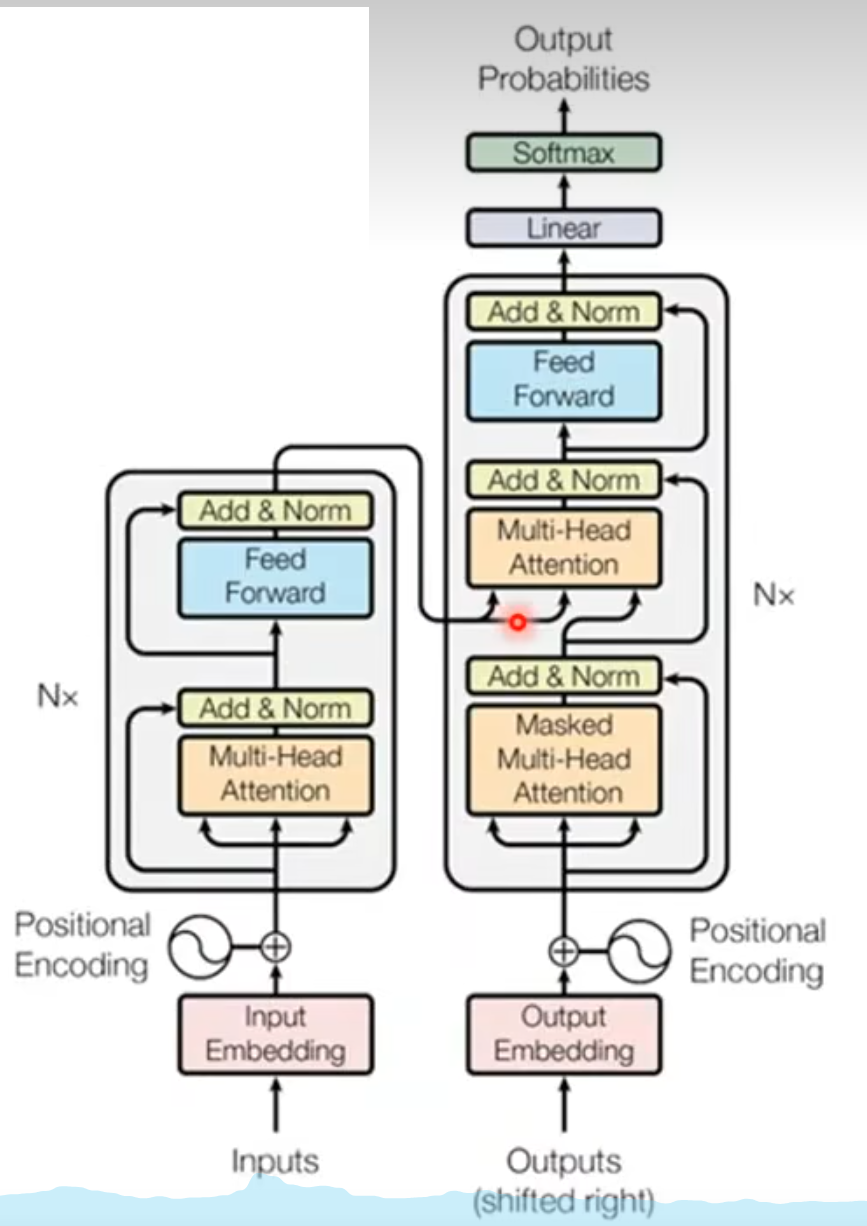 Output
Probabilities
Softmax
Linear
Add & Norm
Feed
Forward
Add & Norm
Multi-Head
Attention
Add & Norm
Masked
Multi-Head
Attention
Nx
Add & Norm
Feed
Forward
Add & Norm
Multi-Head
Attention
Nx
Positional
Encoding
Positional
Encoding
Input
Embedding
Output
Embedding
Inputs
Outputs
(shifted right)